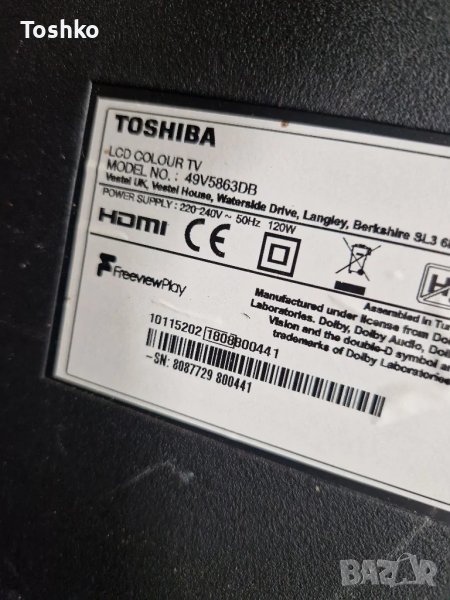 Toshko
TOSHIBA
LCD COLOUR TV
MODEL NO. : 49V5863DB
Vestel UK, Vestel House, Waterside Drive, Langley, Berkshire SL3
POWER SUPPLY : 220-240V ~ 50Hz 120W
HDMI CE
FreeviewPlay
Assembled in
Manufactured under license from
Laboratories. Dolby, Dolby Audio,
Vision and the double-D symbol
trademarks of Dolby Laboratories
10115202 1808 800441
-SN: 8087729 800441
BAZAR